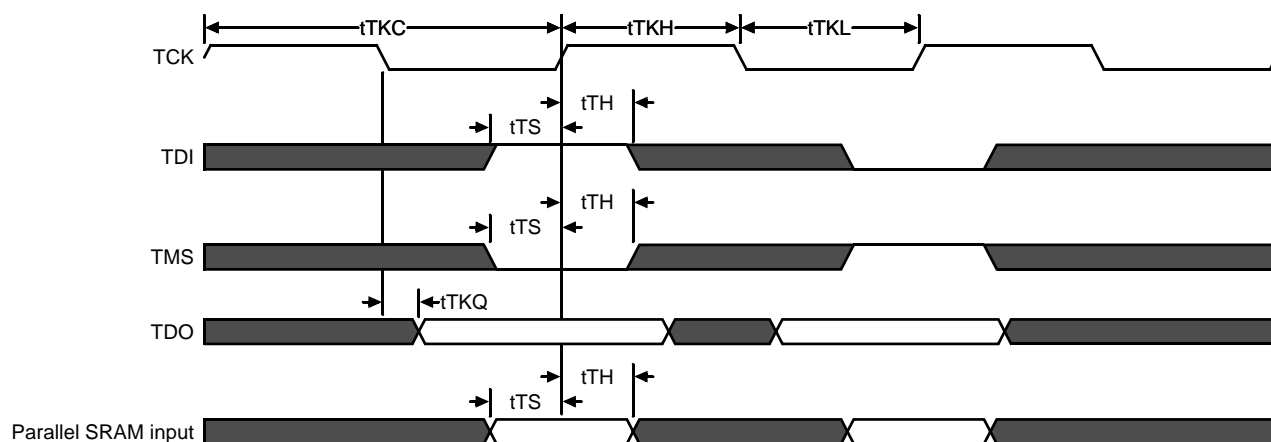 tTKC
tTKH
tTKL
TCK
tTH
tTS
TDI
tTH
tTS
TMS
tTKQ
TDO
tTH
tTS
Parallel SRAM input